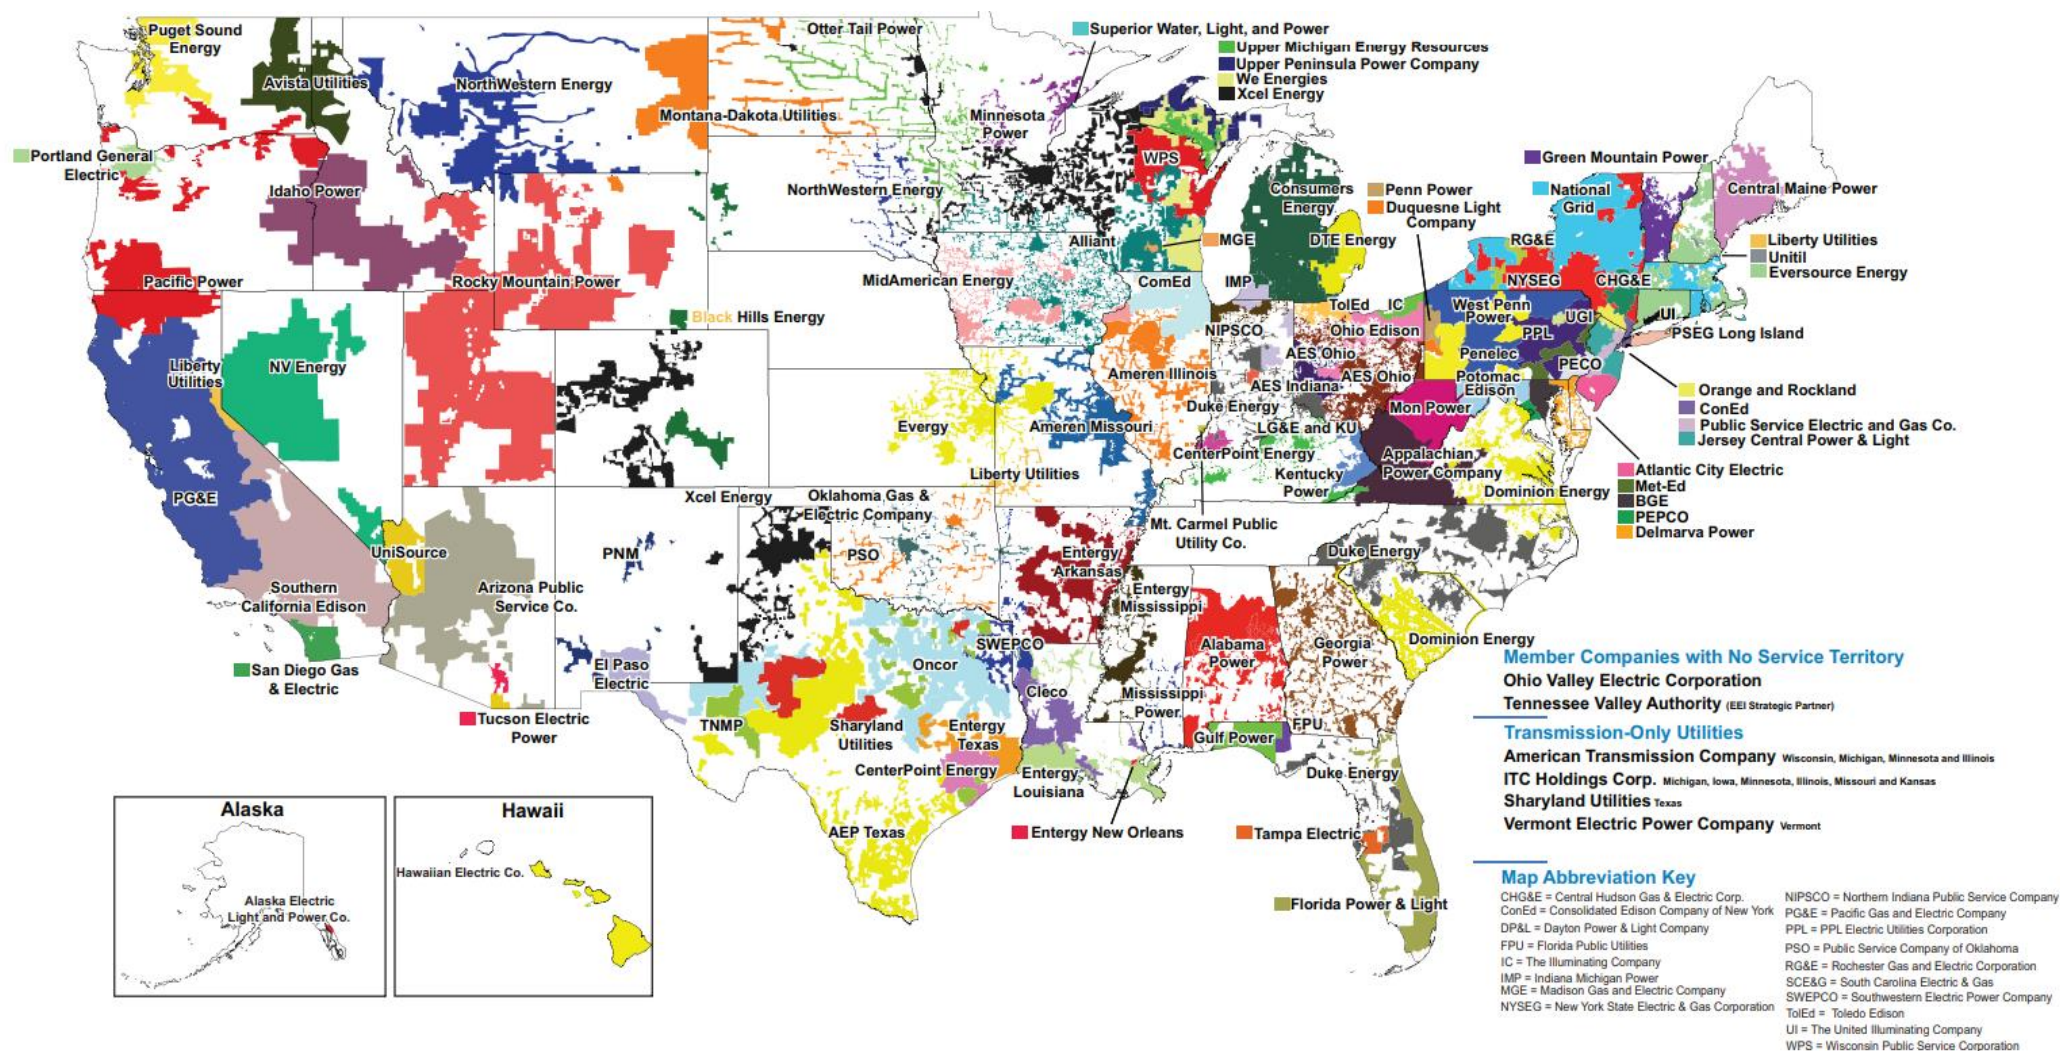 Puget Sound
Energy
Avista Utilities
NorthWestern Energy
Montana-Dakota Utilities
Otter Tail Power
Minnesota
Power
Superior Water, Light, and Power
Upper Michigan Energy Resources
Upper Peninsula Power Company
We Energies
Xcel Energy
Portland General
Electric
Idaho Power
NorthWestern Energy
WPS
Consumers
Energy
DTE Energy
Penn Power
Duquesne Light
Company
Green Mountain Power
National
Grid
Central Maine Power
Pacific Power
Rocky Mountain Power
Black Hills Energy
MidAmerican Energy
Alliant
MGE
ComEd
IMP
RG&E
NYSEG
CHG&E
Liberty Utilities
Unitil
Eversource Energy
Liberty
Utilities
NV Energy
NIPSCO
TolEd
IC
Ohio Edison
West Penn
Power
UGI
PPL
UI
PSEG Long Island
Penelec
PECO
AES Ohio
AES Ohio
AES Indiana
Potomac
Edison
Orange and Rockland
ConEd
Public Service Electric and Gas Co.
Jersey Central Power & Light
Evergy
Ameren Missouri
Ameren Illinois
Duke Energy
Mon Power
LG&E and KU
CenterPoint Energy
Kentucky
Power
Appalachian
Power Company
Dominion Energy
Atlantic City Electric
Met-Ed
BGE
PEPCO
Delmarva Power
PG&E
Liberty Utilities
Xcel Energy
Oklahoma Gas &
Electric Company
Mt. Carmel Public
Utility Co.
UniSource
PNM
PSO
Entergy
Arkansas
Duke Energy
Southern
California Edison
Arizona Public
Service Co.
Entergy
Mississippi
San Diego Gas
& Electric
Tucson Electric
Power
El Paso
Electric
Oncor
SWEPCO
Alabama
Power
Georgia
Power
Dominion Energy
TNMP
Sharyland
Utilities
Entergy
Texas
Cleco
Mississippi
Power
Gulf Power
FPU
CenterPoint Energy
Entergy
Louisiana
Duke Energy
AEP Texas
Entergy New Orleans
Tampa Electric
Florida Power & Light
Alaska
Alaska Electric
Light and Power Co.
Hawaii
Hawaiian Electric Co.
Member Companies with No Service Territory
Ohio Valley Electric Corporation
Tennessee Valley Authority (EEI Strategic Partner)
Transmission-Only Utilities
American Transmission Company Wisconsin, Michigan, Minnesota and Illinois
ITC Holdings Corp. Michigan, Iowa, Minnesota, Illinois, Missouri and Kansas
Sharyland Utilities Texas
Vermont Electric Power Company Vermont
Map Abbreviation Key
CHG&E = Central Hudson Gas & Electric Corp.
ConEd = Consolidated Edison Company of New York
DP&L = Dayton Power & Light Company
FPU = Florida Public Utilities
IC = The Illuminating Company
IMP = Indiana Michigan Power
MGE = Madison Gas and Electric Company
NYSEG = New York State Electric & Gas Corporation
NIPSCO = Northern Indiana Public Service Company
PG&E = Pacific Gas and Electric Company
PPL = PPL Electric Utilities Corporation
PSO = Public Service Company of Oklahoma
RG&E = Rochester Gas and Electric Corporation
SCE&G = South Carolina Electric & Gas
SWEPCO = Southwestern Electric Power Company
TolEd = Toledo Edison
UI = The United Illuminating Company
WPS = Wisconsin Public Service Corporation